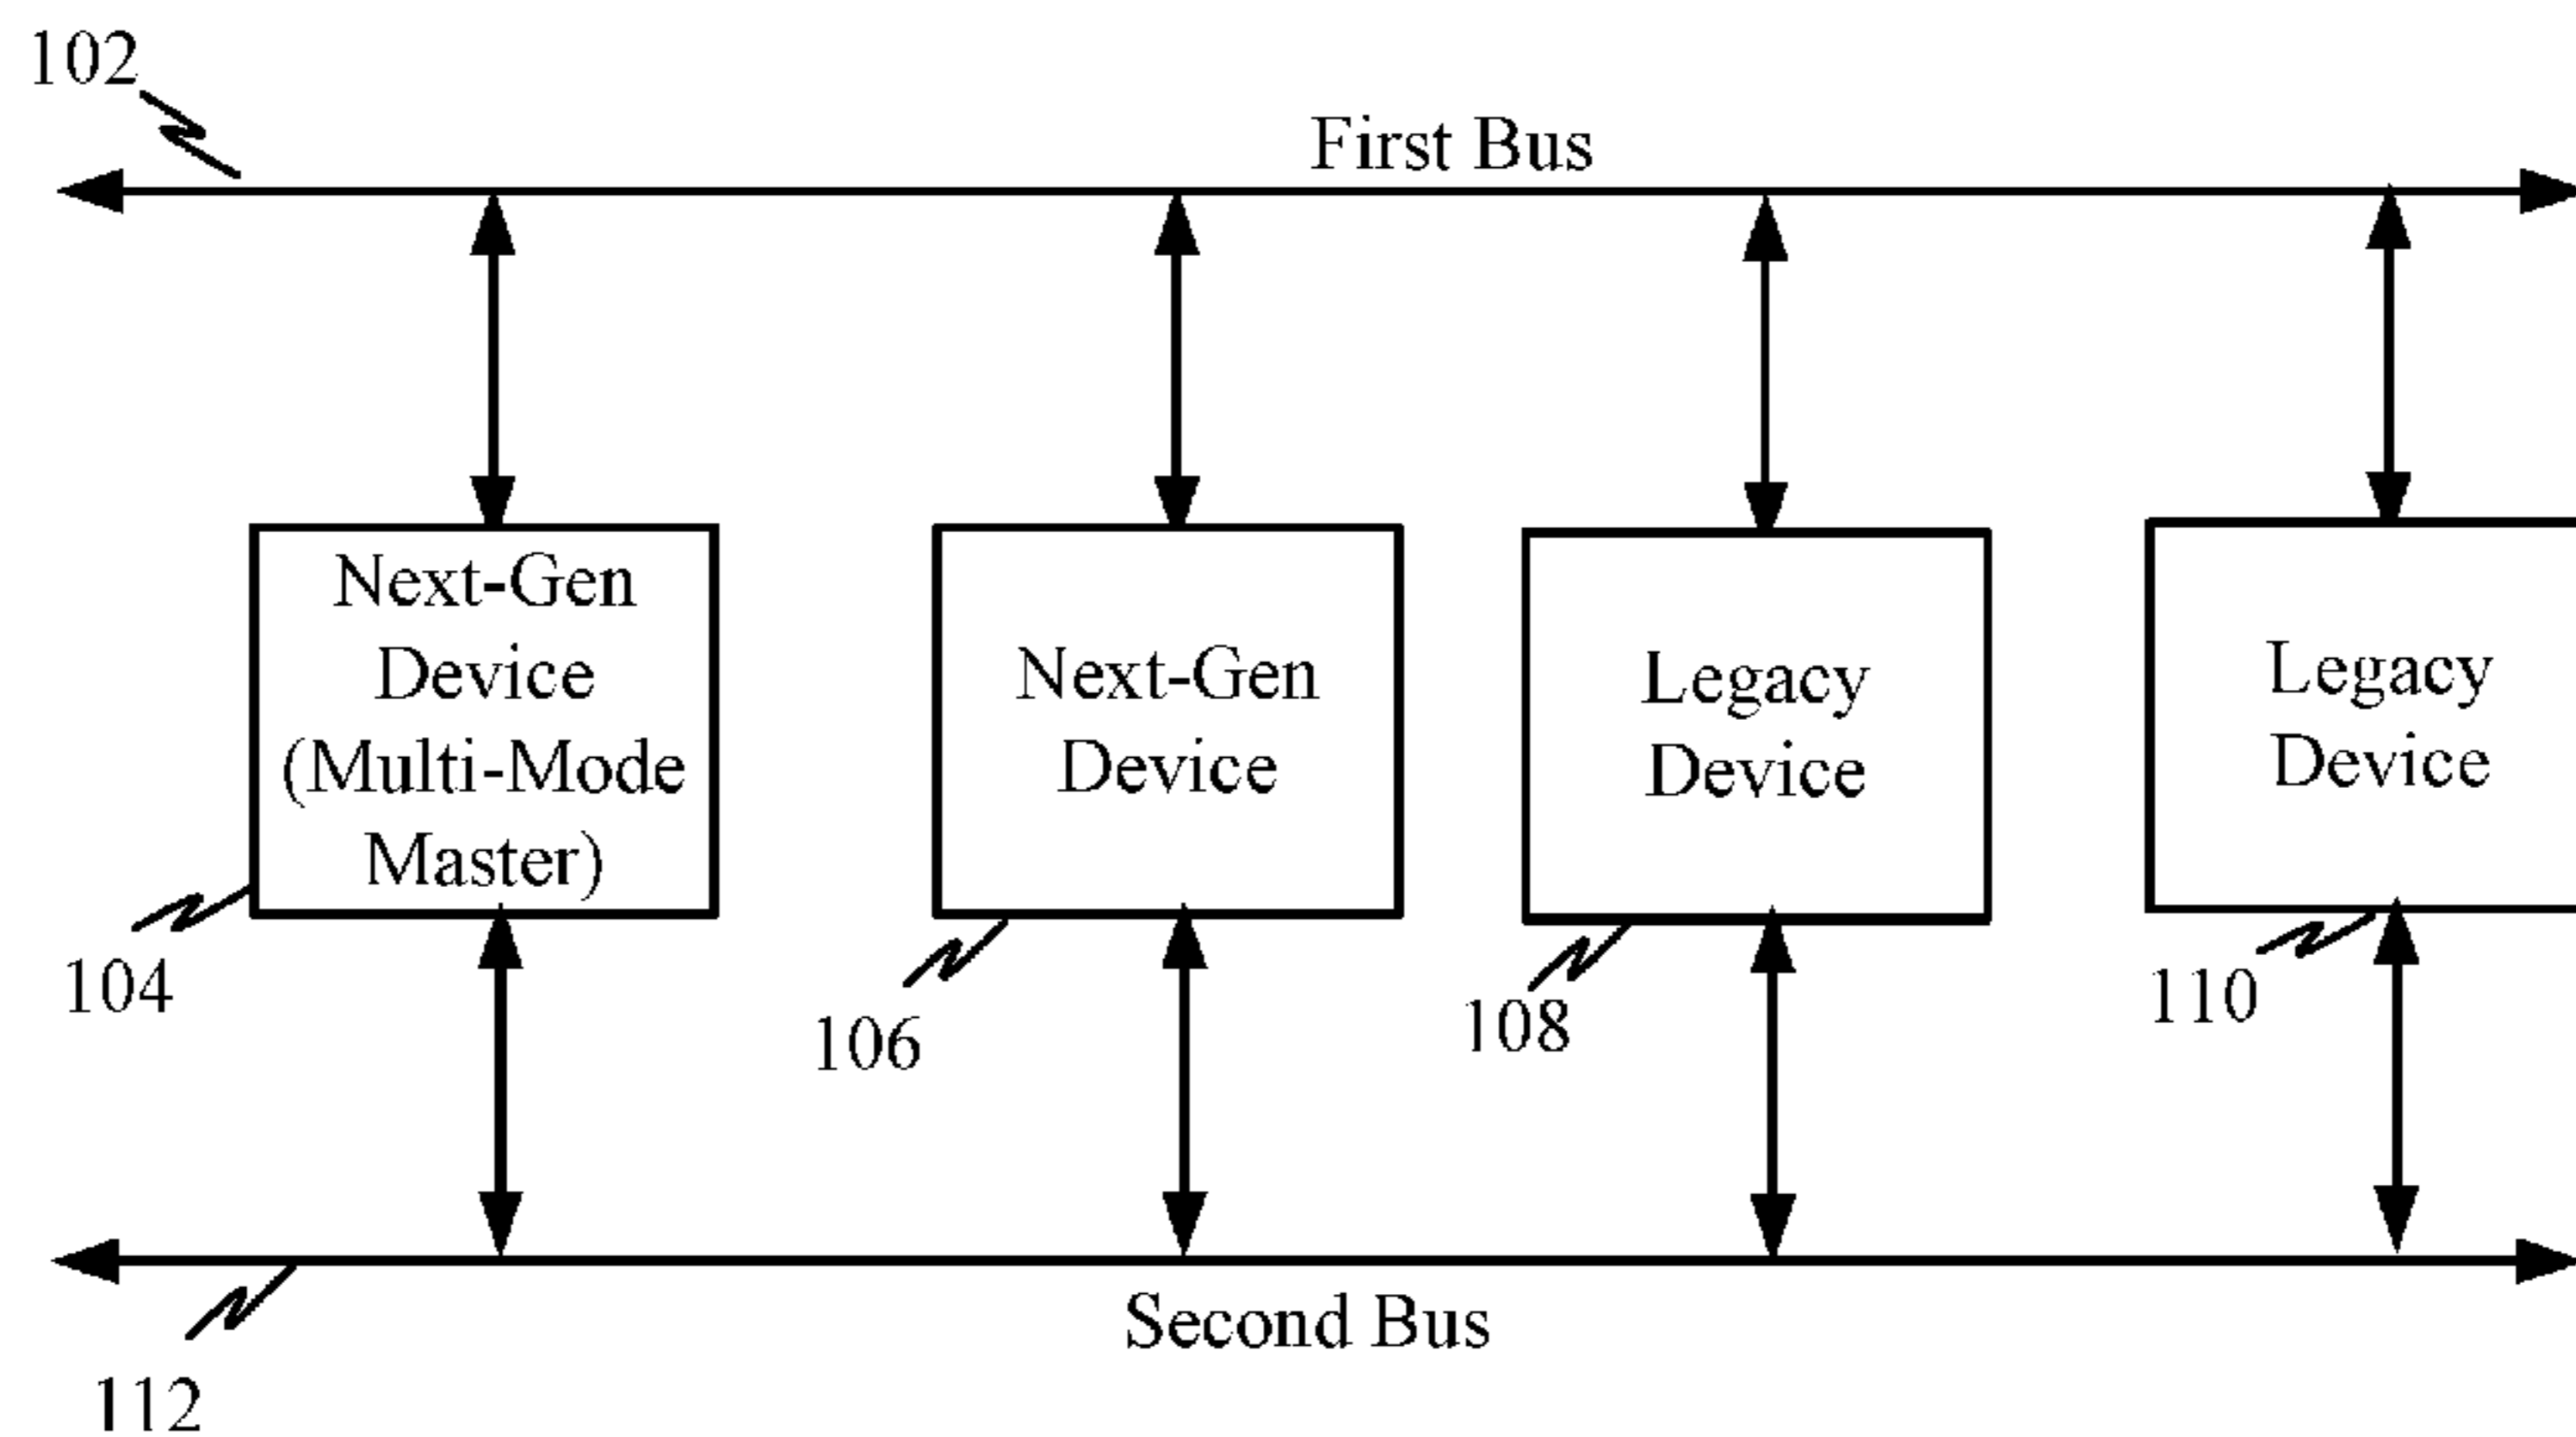 102
First Bus
Next-Gen
Device
(Multi-Mode
Master)
Next-Gen
Device
Legacy
Device
Legacy
Device
104
106
108
110
Second Bus
112